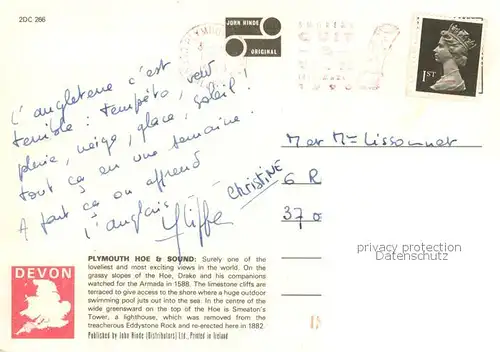 2DC 286
JOHN HINDE
ORIGINAL
1ST
L'angleterre c'est
terrible : tempête, vent
pluie, neige, glace, soleil !
tout ça en une semaine.
A part ça on apprend
l'anglais
Christine
M et Mme Lissonnet
6 R
37
privacy protection
Datenschutz
DEVON
PLYMOUTH HOE & SOUND: Surely one of the
loveliest and most exciting views in the world. On the
grassy slopes of the Hoe, Drake and his companions
watched for the Armada in 1588. The limestone cliffs are
terraced to give access to the shore where a huge outdoor
swimming pool juts out into the sea. In the centre of the
wide greensward on the top of the Hoe is Smeaton's
Tower, a lighthouse, which was removed from the
treacherous Eddystone Rock and re-erected here in 1882.
Published by John Hinde (Distributors) Ltd., Printed in Ireland